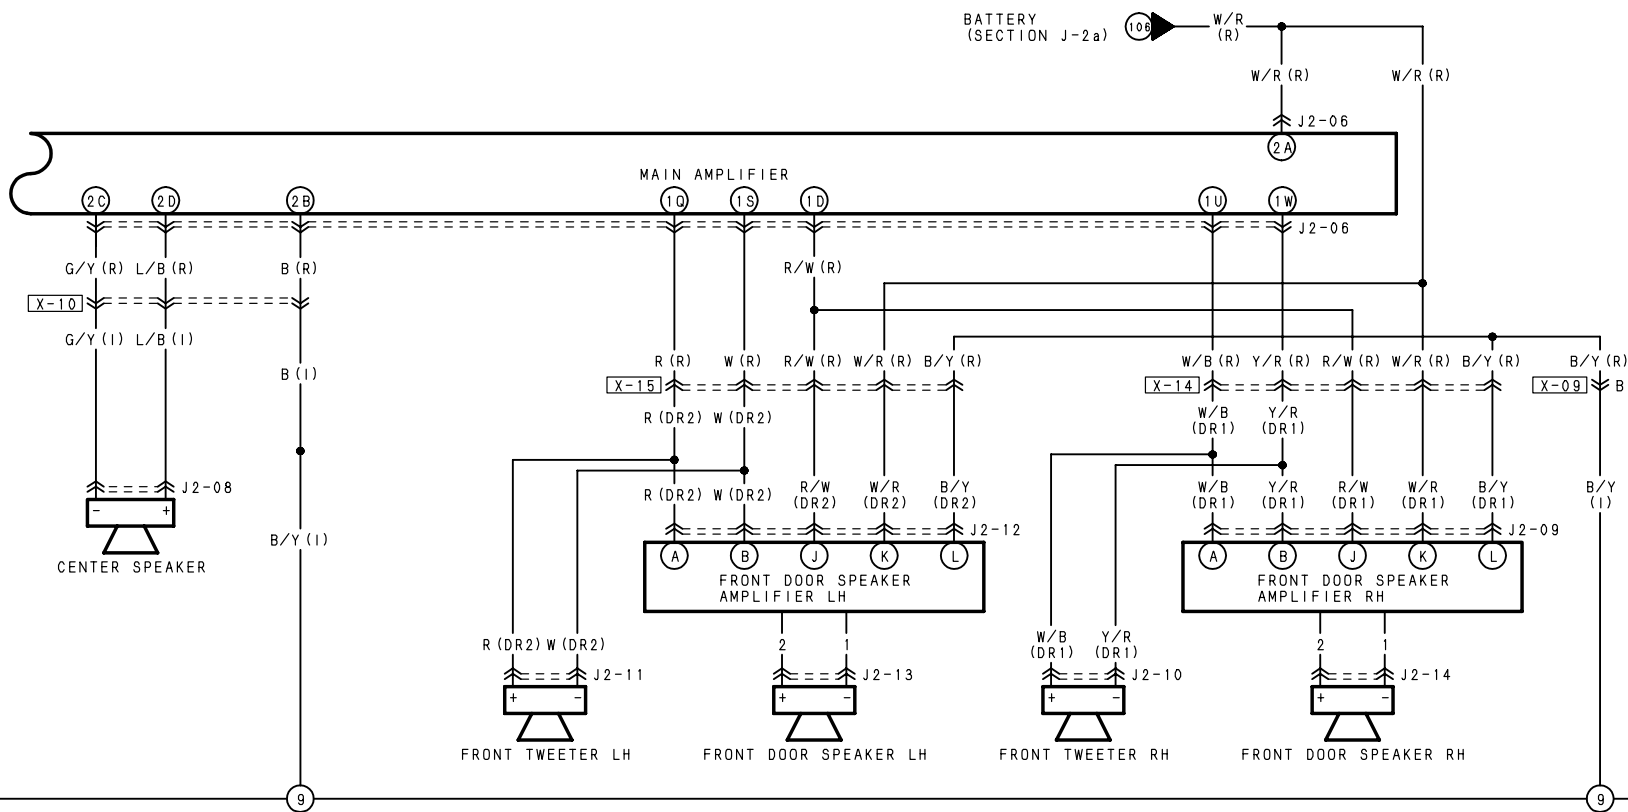 BATTERY
(SECTION J-2a)
106
W/R
(R)
W/R (R)
W/R (R)
J2-06
2A
MAIN AMPLIFIER
2C
2D
2B
1Q
1S
1D
1U
1W
J2-06
G/Y (R)
L/B (R)
B (R)
R/W (R)
X-10
G/Y (I)
L/B (I)
B (I)
R (R)
W (R)
R/W (R)
W/R (R)
B/Y (R)
W/B (R)
Y/R (R)
R/W (R)
W/R (R)
B/Y (R)
B/Y (R)
X-15
X-14
X-09
B
R (DR2)
W (DR2)
W/B
(DR1)
Y/R
(DR1)
J2-08
- +
CENTER SPEAKER
R (DR2)
W (DR2)
R/W
(DR2)
W/R
(DR2)
B/Y
(DR2)
W/B
(DR1)
Y/R
(DR1)
R/W
(DR1)
W/R
(DR1)
B/Y
(DR1)
B/Y
(I)
B/Y (I)
J2-12
J2-09
A
B
J
K
L
A
B
J
K
L
FRONT DOOR SPEAKER
AMPLIFIER LH
FRONT DOOR SPEAKER
AMPLIFIER RH
R (DR2)
W (DR2)
2
1
W/B
(DR1)
Y/R
(DR1)
2
1
J2-11
J2-13
J2-10
J2-14
+ -
+ -
+ -
+ -
FRONT TWEETER LH
FRONT DOOR SPEAKER LH
FRONT TWEETER RH
FRONT DOOR SPEAKER RH
9
9